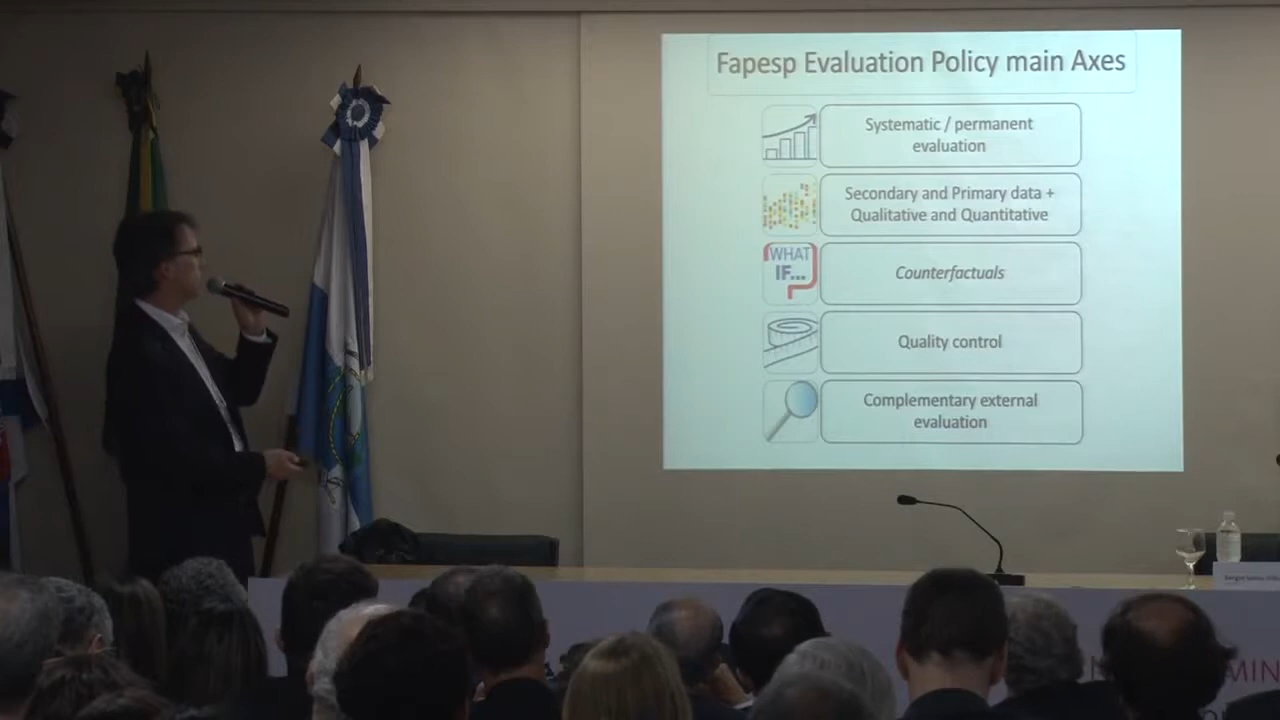 Fapesp Evaluation Policy main Axes
Systematic / permanent
evaluation
Secondary and Primary data +
Qualitative and Quantitative
WHAT
IF...
Counterfactuals
Quality control
Complementary external
evaluation